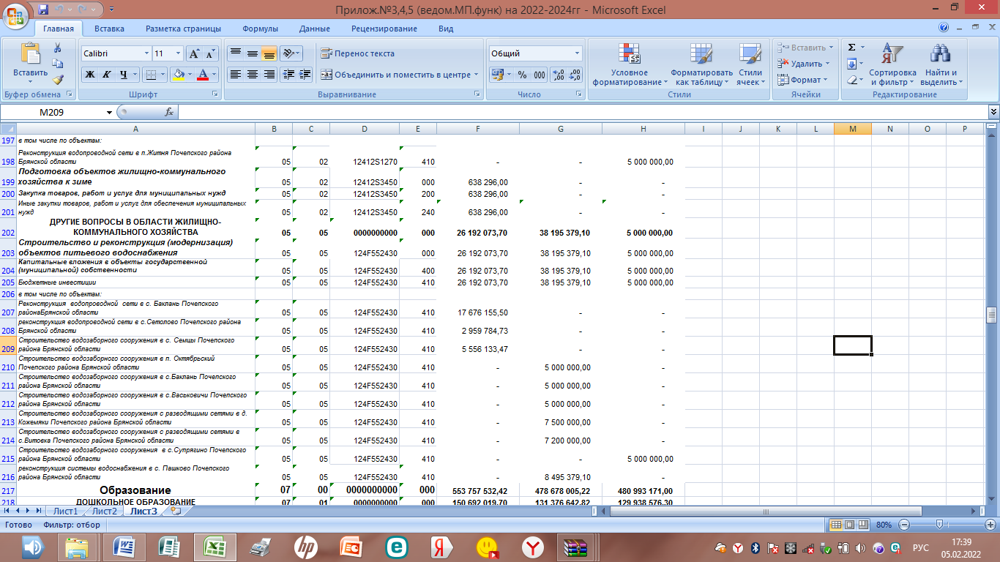 Прилож.№3,4,5 (ведом.МП.функ) на 2022-2024гг - Microsoft Excel
Главная Вставка Разметка страницы Формулы Данные Рецензирование Вид
Вставить Calibri 11 Перенос текста Общий Условное форматирование Форматировать как таблицу Стили ячеек Вставить Удалить Формат Сортировка и фильтр Найти и выделить
Ж К Ч Объединить и поместить в центре % 000
Буфер обмена Шрифт Выравнивание Число Стили Ячейки Редактирование
M209 fx
A B C D E F G H I J K L M N O P
197 в том числе по объектам:
Реконструкция водопроводной сети в п.Житня Почепского района
198 Брянской области 05 02 12412S1270 410 - - 5 000 000,00
Подготовка объектов жилищно-коммунального
199 хозяйства к зиме 05 02 12412S3450 000 638 296,00 - -
200 Закупка товаров, работ и услуг для муниципальных нужд 05 02 12412S3450 200 638 296,00 - -
Иные закупки товаров, работ и услуг для обеспечения муниципальных
201 нужд 05 02 12412S3450 240 638 296,00 - -
ДРУГИЕ ВОПРОСЫ В ОБЛАСТИ ЖИЛИЩНО-
202 КОММУНАЛЬНОГО ХОЗЯЙСТВА 05 05 0000000000 000 26 192 073,70 38 195 379,10 5 000 000,00
Строительство и реконструкция (модернизация)
203 объектов питьевого водоснабжения 05 05 124F552430 000 26 192 073,70 38 195 379,10 5 000 000,00
Капитальные вложения в объекты государственной
204 (муниципальной) собственности 05 05 124F552430 400 26 192 073,70 38 195 379,10 5 000 000,00
205 Бюджетные инвестиции 05 05 124F552430 410 26 192 073,70 38 195 379,10 5 000 000,00
206 в том числе по объектам:
Реконструкция водопроводной сети в с. Баклань Почепского
207 районаБрянской области 05 05 124F552430 410 17 676 155,50 - -
реконструкция водопроводной сети в с.Сетолово Почепского района
208 Брянской области 05 05 124F552430 410 2 959 784,73 - -
Строительство водозаборного сооружения в с. Семцы Почепского
209 района Брянской области 05 05 124F552430 410 5 556 133,47 - -
Строительство водозаборного сооружения в п. Октябрьский
210 Почепского района Брянской области 05 05 124F552430 410 - 5 000 000,00 -
Строительство водозаборного сооружения в с.Баклань Почепского
211 района Брянской области 05 05 124F552430 410 - 5 000 000,00 -
Строительство водозаборного сооружения в с.Васьковичи Почепского
212 района Брянской области 05 05 124F552430 410 - 5 000 000,00 -
Строительство водозаборного сооружения с разводящими сетями в д.
213 Кожемяки Почепского района Брянской области 05 05 124F552430 410 - 7 500 000,00 -
Строительство водозаборного сооружения с разводящими сетями в
214 с.Витовка Почепского района Брянской области 05 05 124F552430 410 - 7 200 000,00 -
Строительство водозаборного сооружения в с.Супрягино Почепского
215 района Брянской области 05 05 124F552430 410 - - 5 000 000,00
реконструкция системы водоснабжения в с. Пашково Почепского
216 района Брянской области 05 05 124F552430 410 - 8 495 379,10 -
217 Образование 07 00 0000000000 000 553 757 532,42 478 678 005,22 480 993 171,00
218 ДОШКОЛЬНОЕ ОБРАЗОВАНИЕ 07 01 0000000000 000 150 692 019,70 131 376 642,82 129 938 576,30
Лист1 Лист2 Лист3
Готово Фильтр: отбор 80%
РУС 17:39
05.02.2022